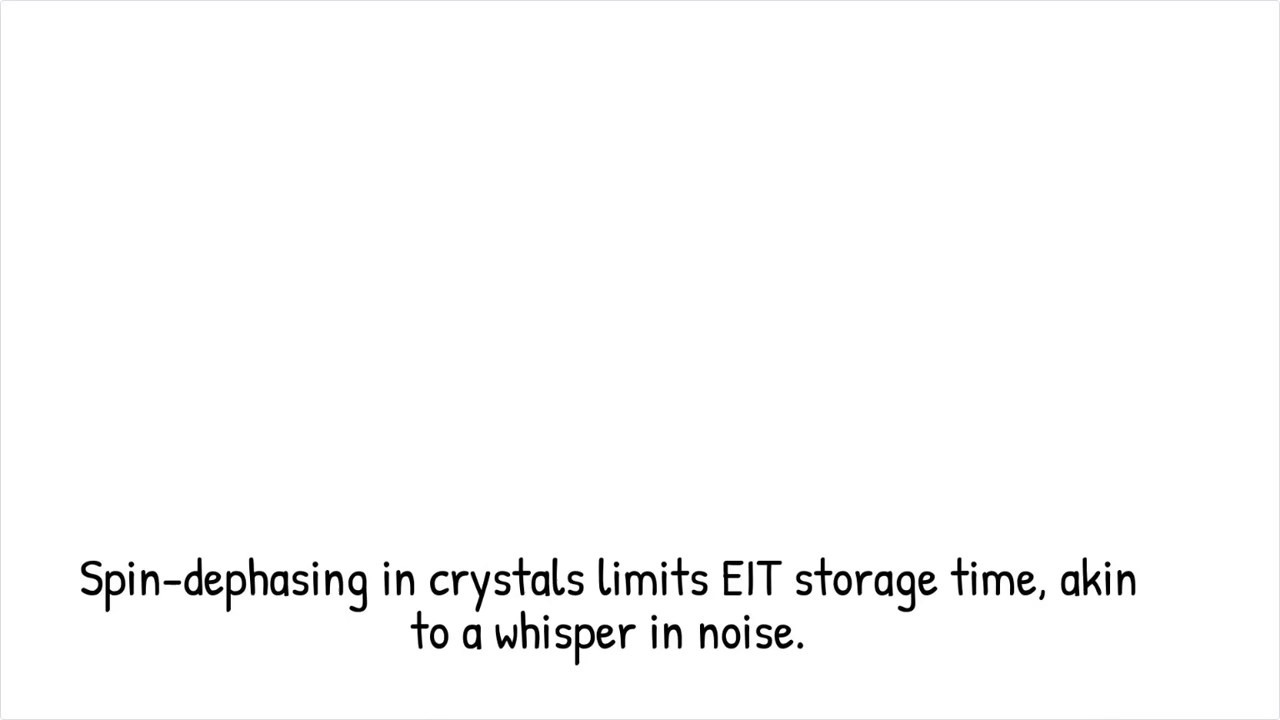 Spin-dephasing in crystals limits EIT storage time, akin
to a whisper in noise.